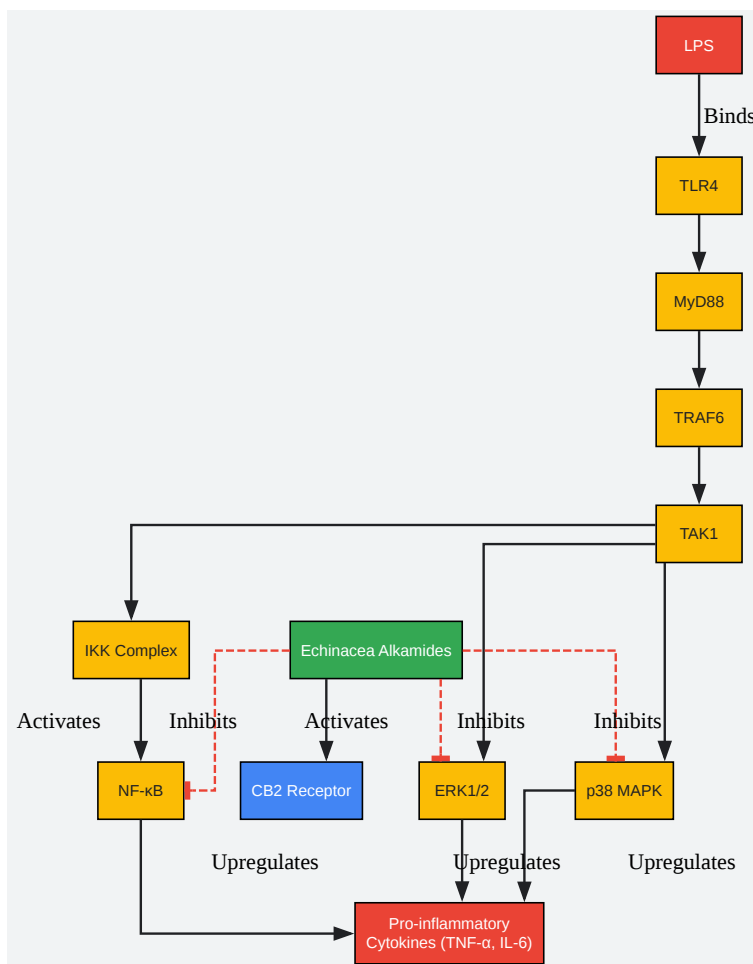 LPS
Binds
TLR4
MyD88
TRAF6
TAK1
IKK Complex
Echinacea Alkamides
Activates
Inhibits
Activates
Inhibits
Inhibits
NF-κB
CB2 Receptor
ERK1/2
p38 MAPK
Upregulates
Upregulates
Upregulates
Pro-inflammatory
Cytokines (TNF-α, IL-6)